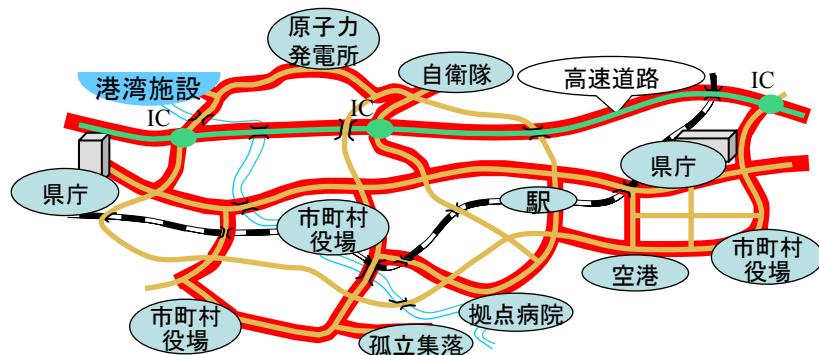 原子力
発電所
自衛隊
高速道路
IC
港湾施設
IC
IC
県庁
県庁
駅
市町村
役場
市町村
役場
空港
拠点病院
市町村
役場
孤立集落